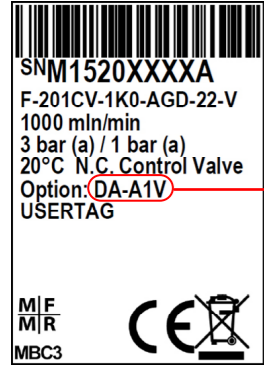 SNM1520XXXXA
F-201CV-1K0-AGD-22-V
1000 mln/min
3 bar (a) / 1 bar (a)
20°C N.C. Control Valve
Option: DA-A1V
USERTAG
M F
M R
CE
MBC3